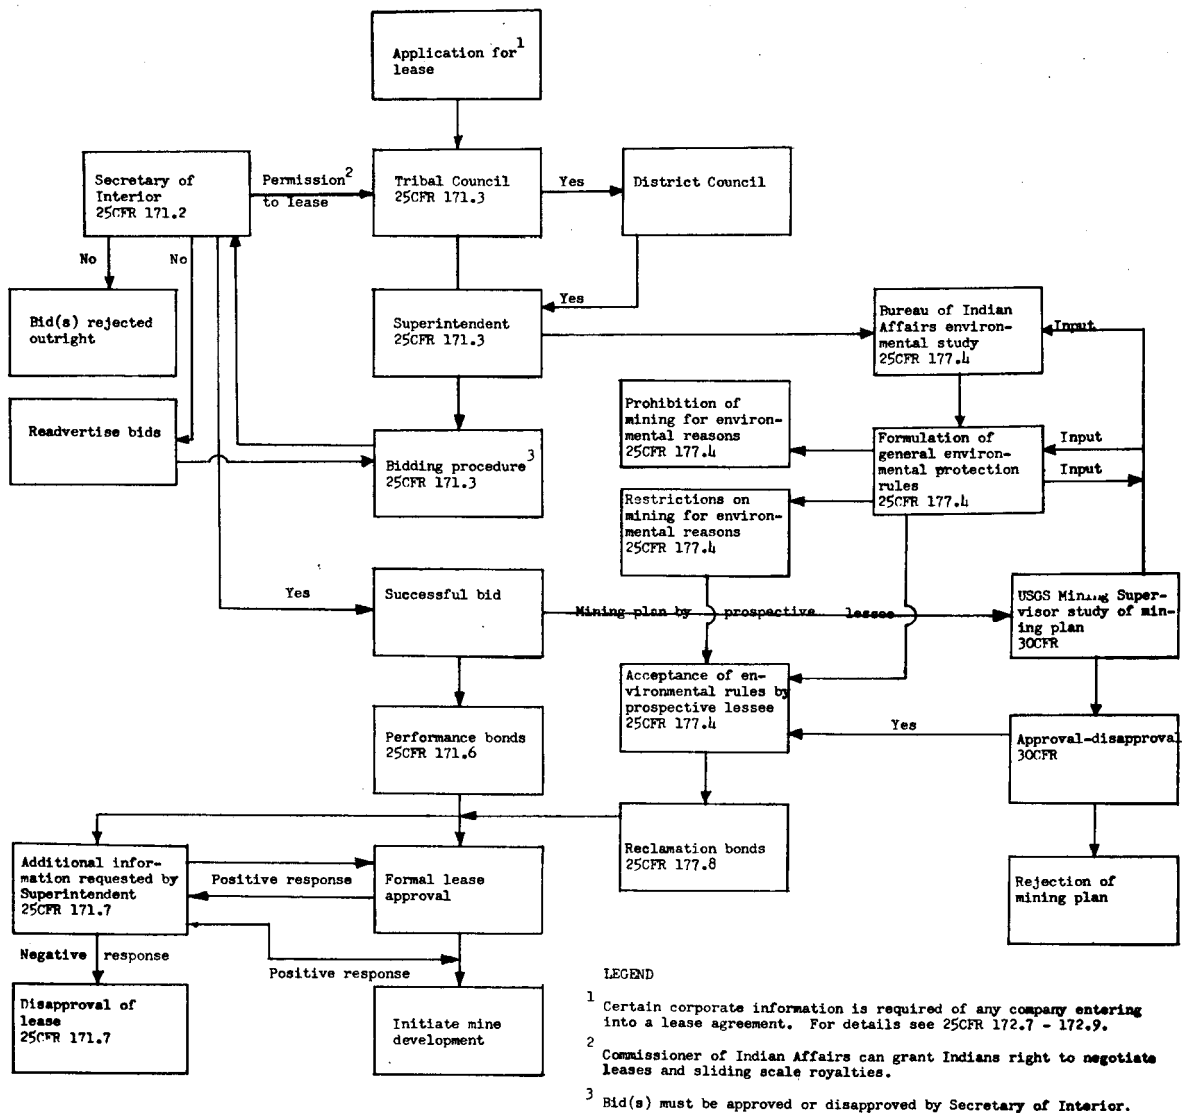 Application for 1
lease
Secretary of
Interior
25CFR 171.2
Permission 2
to lease
Tribal Council
25CFR 171.3
Yes
District Council
No
No
Yes
Bid(s) rejected
outright
Superintendent
25CFR 171.3
Bureau of Indian
Affairs environ-
mental study
25CFR 177.4
Input
Readvertise bids
Bidding procedure 3
25CFR 171.3
Prohibition of
mining for environ-
mental reasons
25CFR 177.4
Formulation of
general environ-
mental protection
rules
25CFR 177.4
Input
Input
Restrictions on
mining for environ-
mental reasons
25CFR 177.4
Yes
Successful bid
Mining plan by prospective lessee
USGS Mining Super-
visor study of min-
ing plan
30CFR
Acceptance of en-
vironmental rules by
prospective lessee
25CFR 177.4
Yes
Approval-disapproval
30CFR
Performance bonds
25CFR 171.6
Reclamation bonds
25CFR 177.8
Additional infor-
mation requested by
Superintendent
25CFR 171.7
Positive response
Formal lease
approval
Rejection of
mining plan
Negative response
Positive response
Disapproval of
lease
25CFR 171.7
Initiate mine
development
LEGEND
1 Certain corporate information is required of any company entering
into a lease agreement. For details see 25CFR 172.7 - 172.9.
2 Commissioner of Indian Affairs can grant Indians right to negotiate
leases and sliding scale royalties.
3 Bid(s) must be approved or disapproved by Secretary of Interior.